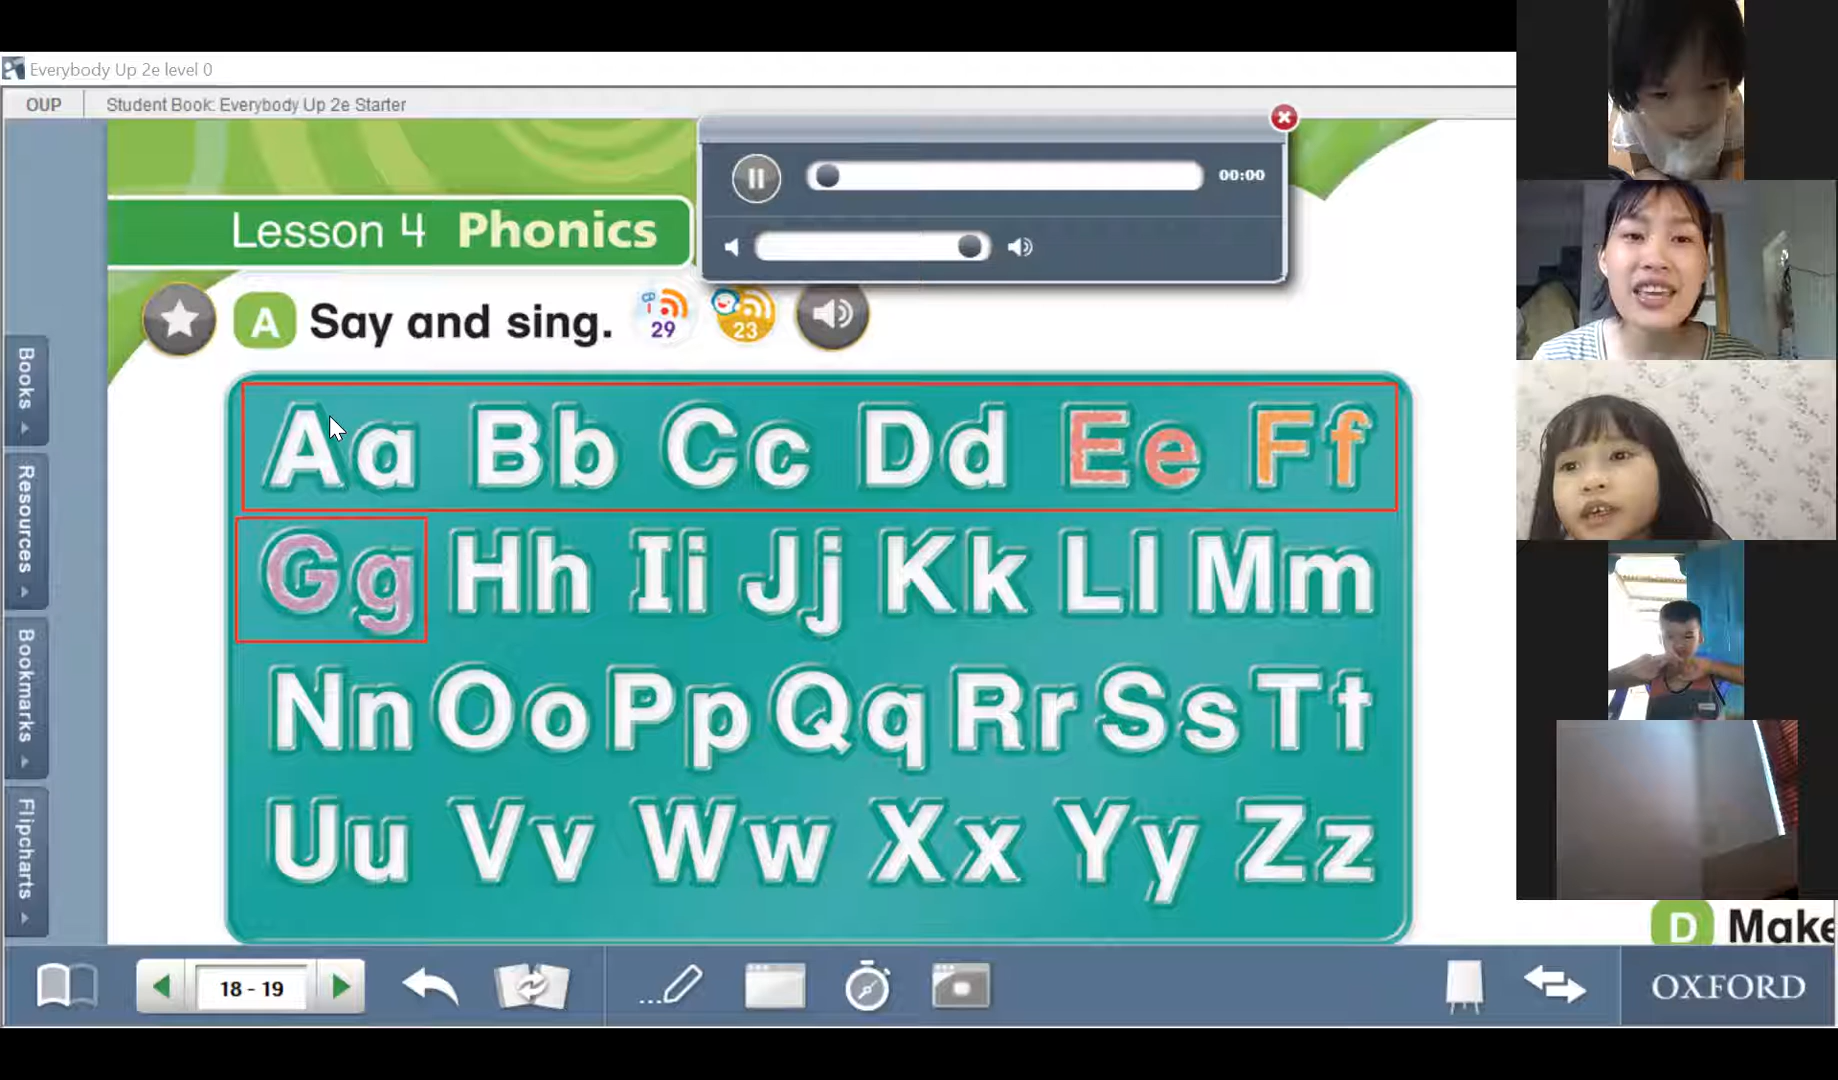 Everybody Up 2e level 0
OUP Student Book: Everybody Up 2e Starter
00:00
Lesson 4 Phonics
A Say and sing. CD 1 29 23
Aa Bb Cc Dd Ee Ff
Gg Hh Ii Jj Kk Ll Mm
Nn Oo Pp Qq Rr Ss Tt
Uu Vv Ww Xx Yy Zz
Books
Resources
Bookmarks
Flipcharts
D Make
18 - 19
OXFORD